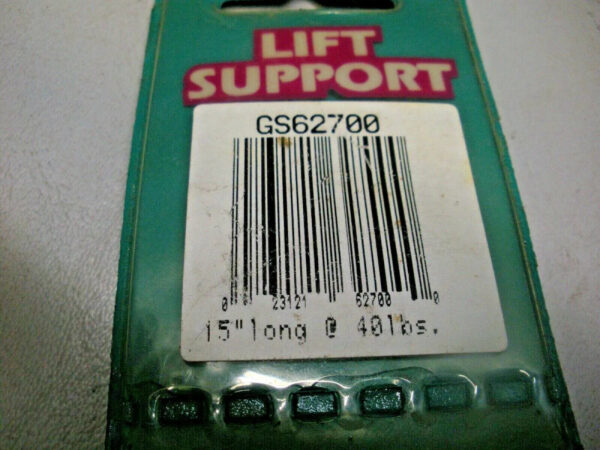 LIFT
SUPPORT
GS62700
0 23121 62700 0
15"long @ 40lbs.